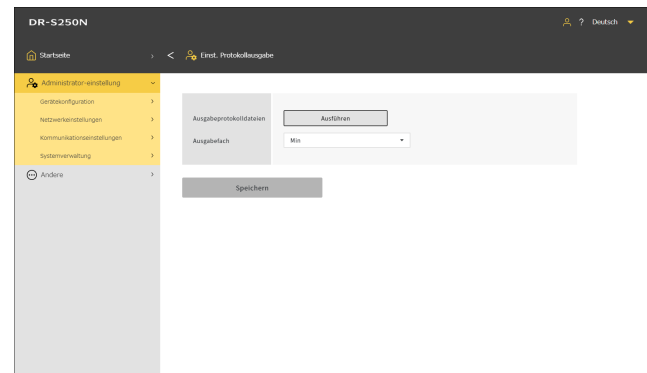 DR-S250N
? Deutsch
Startseite
Einst. Protokollausgabe
Administrator-einstellung
Gerätekonfiguration
Netzwerkeinstellungen
Kommunikationseinstellungen
Systemverwaltung
Andere
Ausgabeprotokolldateien
Ausführen
Ausgabefach
Min
Speichern